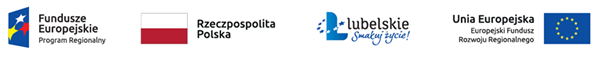 Fundusze
Europejskie
Program Regionalny
Rzeczpospolita
Polska
lubelskie
Smakuj życie!
Unia Europejska
Europejski Fundusz
Rozwoju Regionalnego